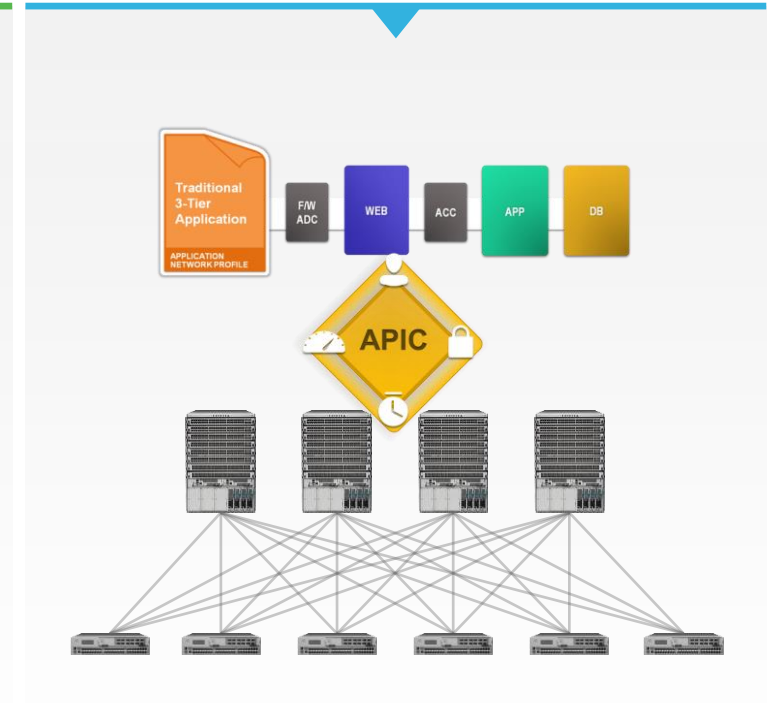 Traditional
3-Tier
Application
APPLICATION
NETWORK PROFILE
F/W
ADC
WEB
ACC
APP
DB
APIC